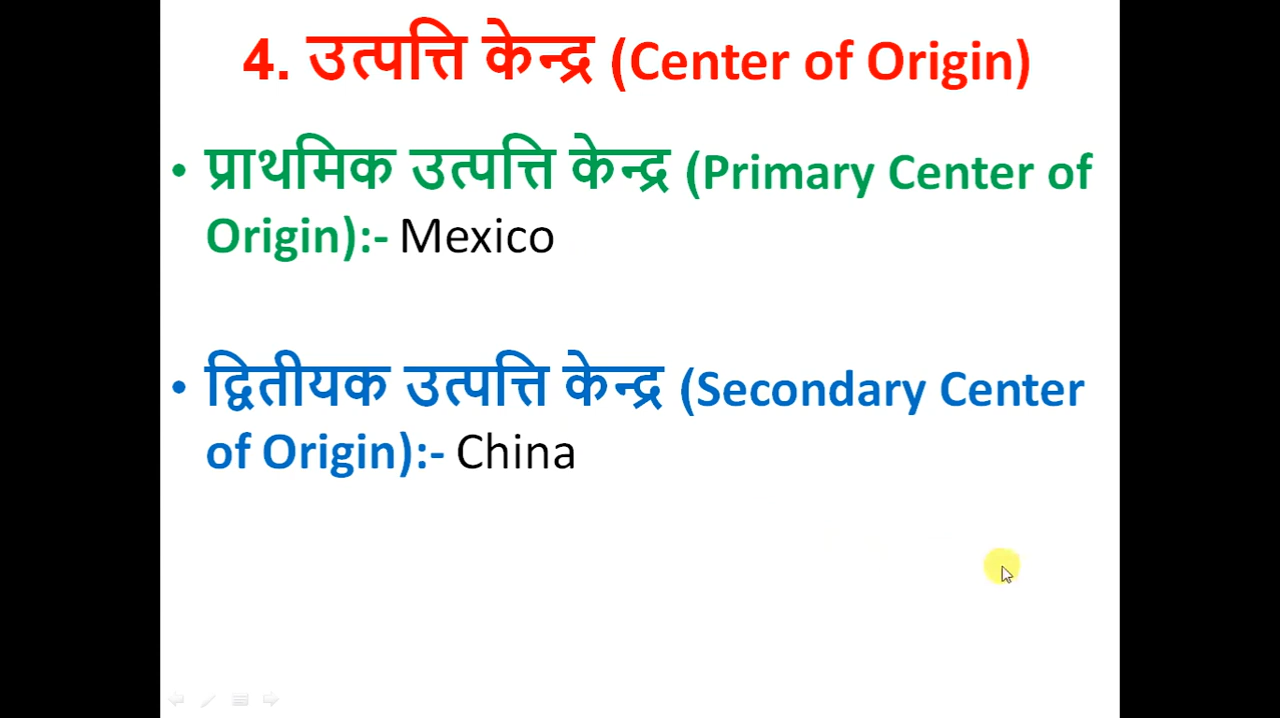 4. उत्पत्ति केन्द्र (Center of Origin)
• प्राथमिक उत्पत्ति केन्द्र (Primary Center of
Origin):- Mexico
• द्वितीयक उत्पत्ति केन्द्र (Secondary Center
of Origin):- China